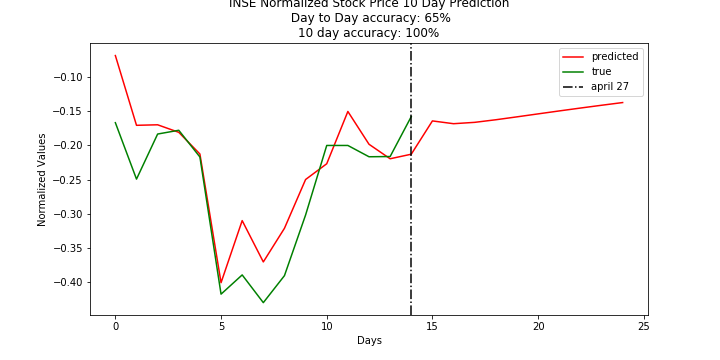 INSE Normalized Stock Price 10 Day Prediction
Day to Day accuracy: 65%
10 day accuracy: 100%
predicted
true
april 27
Normalized Values
−0.10
−0.15
−0.20
−0.25
−0.30
−0.35
−0.40
0 5 10 15 20 25
Days